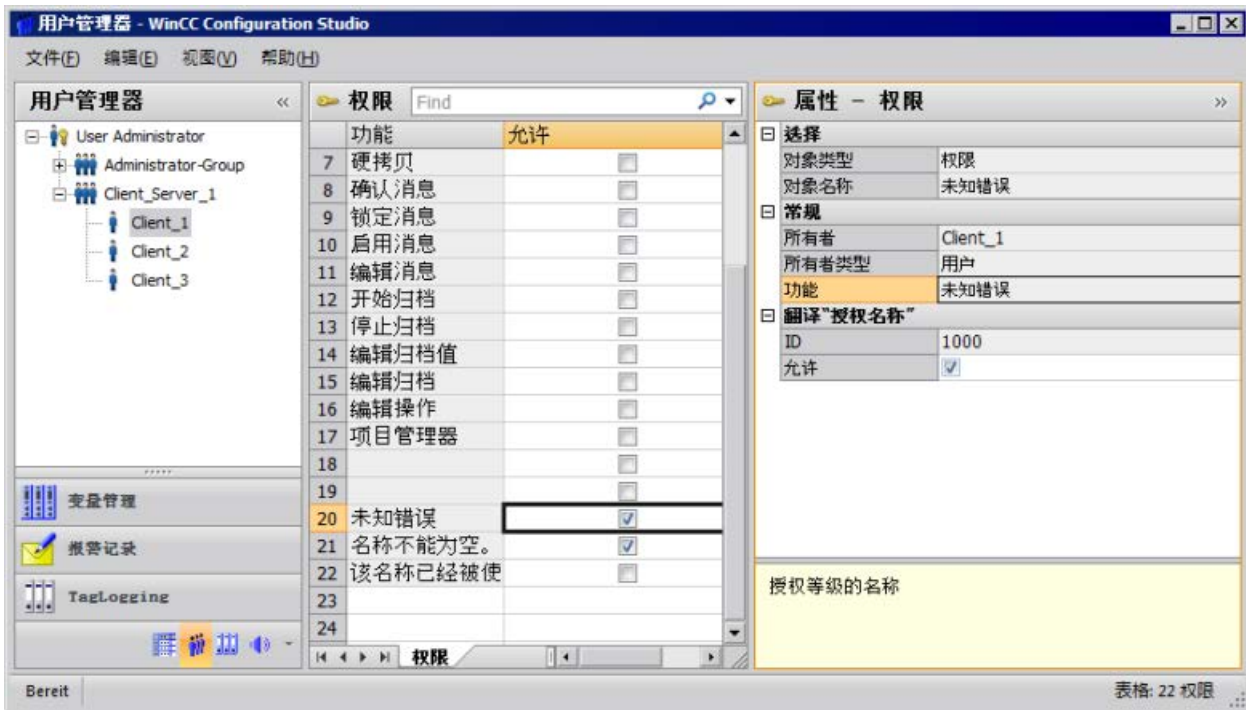 用户管理器 - WinCC Configuration Studio
文件(F) 编辑(E) 视图(V) 帮助(H)
用户管理器 «
User Administrator
Administrator-Group
Client_Server_1
Client_1
Client_2
Client_3
变量管理
报警记录
TagLogging
权限 Find
功能 允许
7 硬拷贝
8 确认消息
9 锁定消息
10 启用消息
11 编辑消息
12 开始归档
13 停止归档
14 编辑归档值
15 编辑归档
16 编辑操作
17 项目管理器
18
19
20 未知错误
21 名称不能为空。
22 该名称已经被使
23
24
权限
属性 - 权限 »
选择
对象类型 权限
对象名称 未知错误
常规
所有者 Client_1
所有者类型 用户
功能 未知错误
翻译"授权名称"
ID 1000
允许
授权等级的名称
Bereit
表格: 22 权限